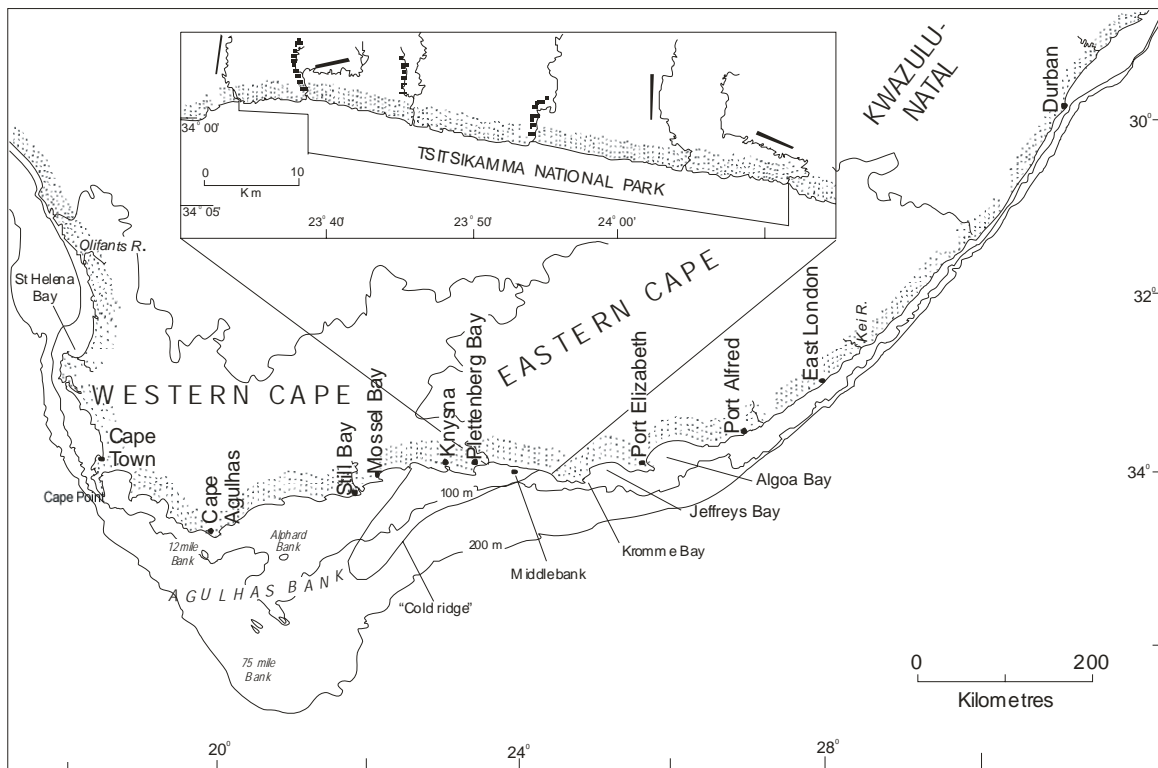 KWAZULU-
NATAL
Durban
34° 00'
0 10
Km
TSITSIKAMMA NATIONAL PARK
34° 05'
23° 40'
23° 50'
24° 00'
30°
Olifants R.
St Helena
Bay
32°
EASTERN CAPE
East London
Kei R.
WESTERN CAPE
Mossel Bay
Knysna
Plettenberg Bay
Port Elizabeth
Port Alfred
Still Bay
Cape
Town
Cape Point
Cape
Agulhas
34°
100 m
Algoa Bay
Jeffreys Bay
12 mile
Bank
Alphard
Bank
200 m
Kromme Bay
Middlebank
AGULHAS BANK
"Cold ridge"
75 mile
Bank
0 200
Kilometres
20°
24°
28°